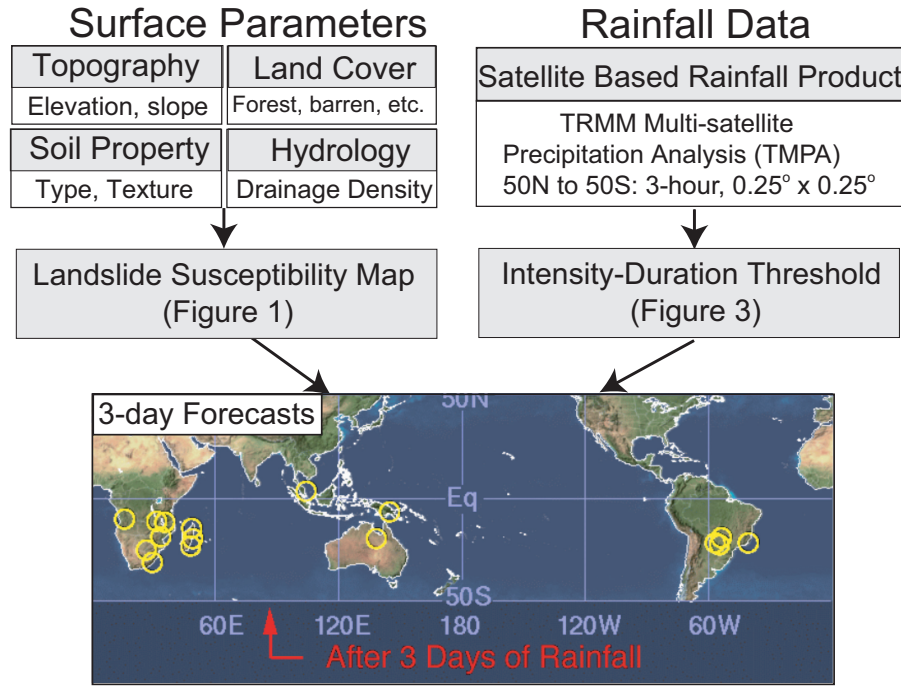 Surface Parameters
Topography
Elevation, slope
Land Cover
Forest, barren, etc.
Soil Property
Type, Texture
Hydrology
Drainage Density
Landslide Susceptibility Map
(Figure 1)
Rainfall Data
Satellite Based Rainfall Product
TRMM Multi-satellite
Precipitation Analysis (TMPA)
50N to 50S: 3-hour, 0.25° x 0.25°
Intensity-Duration Threshold
(Figure 3)
3-day Forecasts
50N
Eq
50S
60E 120E 180 120W 60W
After 3 Days of Rainfall